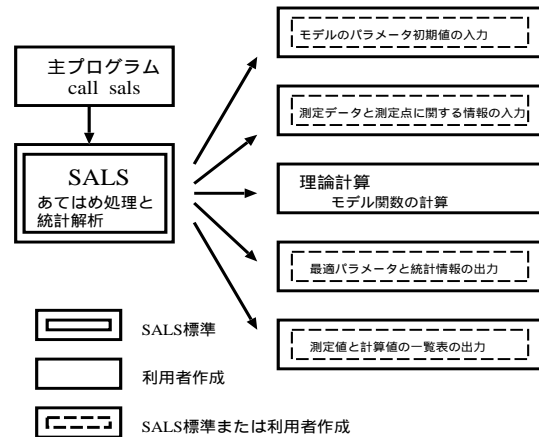 主プログラム
call sals
SALS
あてはめ処理と
統計解析
モデルのパラメータ初期値の入力
測定データと測定点に関する情報の入力
理論計算
モデル関数の計算
最適パラメータと統計情報の出力
測定値と計算値の一覧表の出力
SALS標準
利用者作成
SALS標準または利用者作成